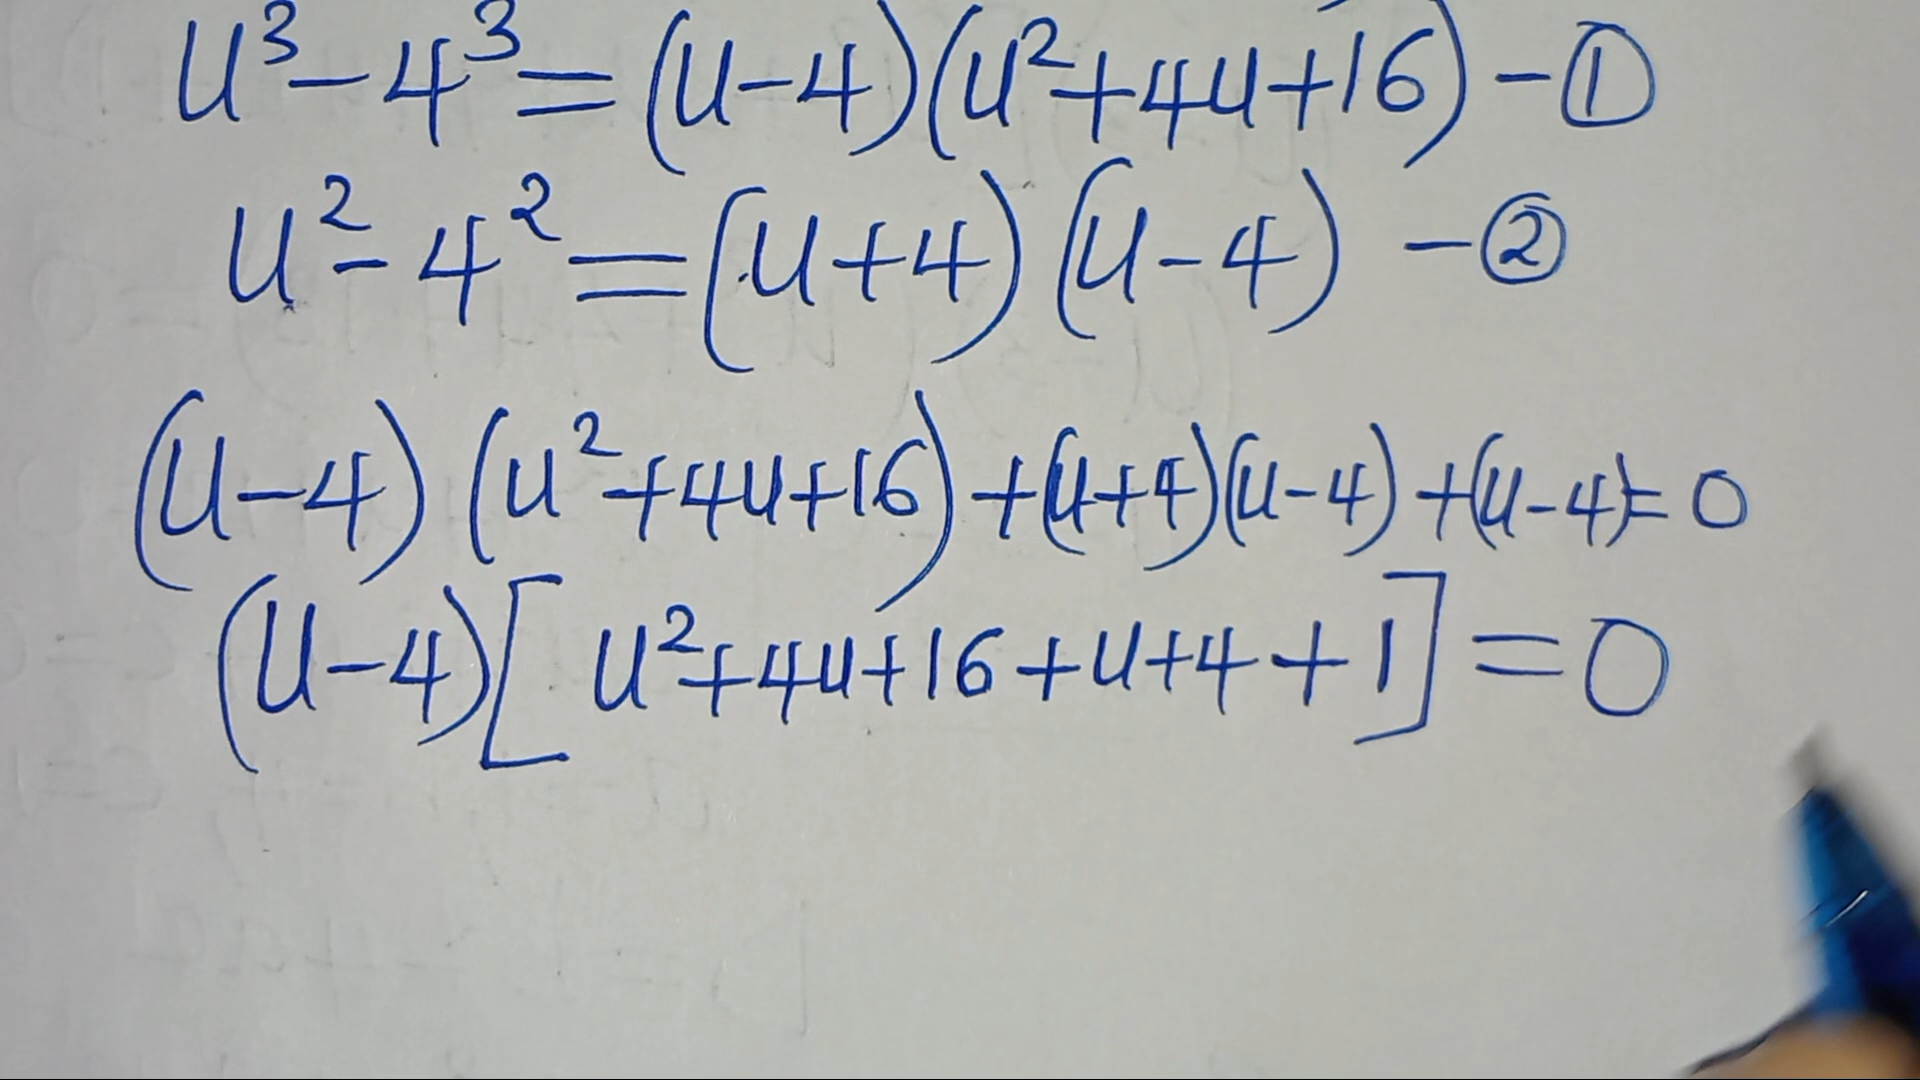 U³-4³=(U-4)(U²+4U+16) -①
U²-4²=(U+4)(U-4) -②
(U-4)(U²+4U+16)+(U+4)(U-4)+(U-4)=0
(U-4)[U²+4U+16+U+4+1]=0